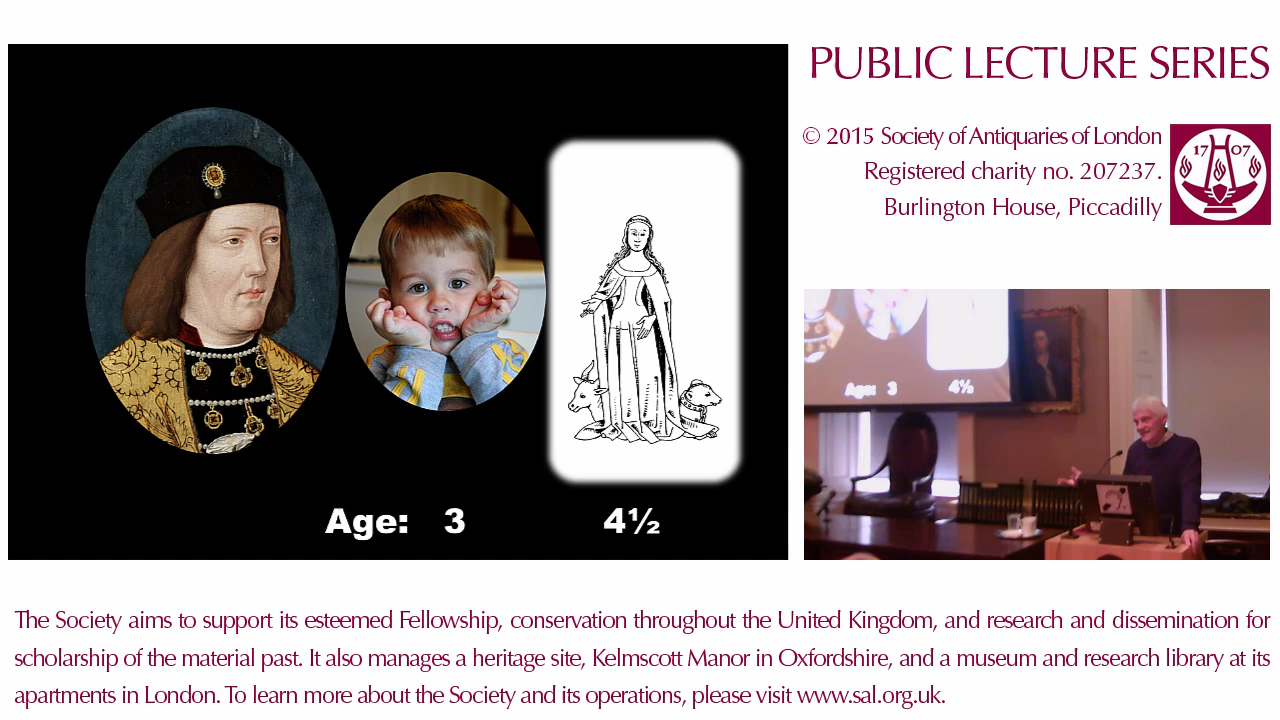 PUBLIC LECTURE SERIES
© 2015 Society of Antiquaries of London
Registered charity no. 207237.
Burlington House, Piccadilly
17 07
Age: 3 4½
Age: 3 4½
The Society aims to support its esteemed Fellowship, conservation throughout the United Kingdom, and research and dissemination for
scholarship of the material past. It also manages a heritage site, Kelmscott Manor in Oxfordshire, and a museum and research library at its
apartments in London. To learn more about the Society and its operations, please visit www.sal.org.uk.